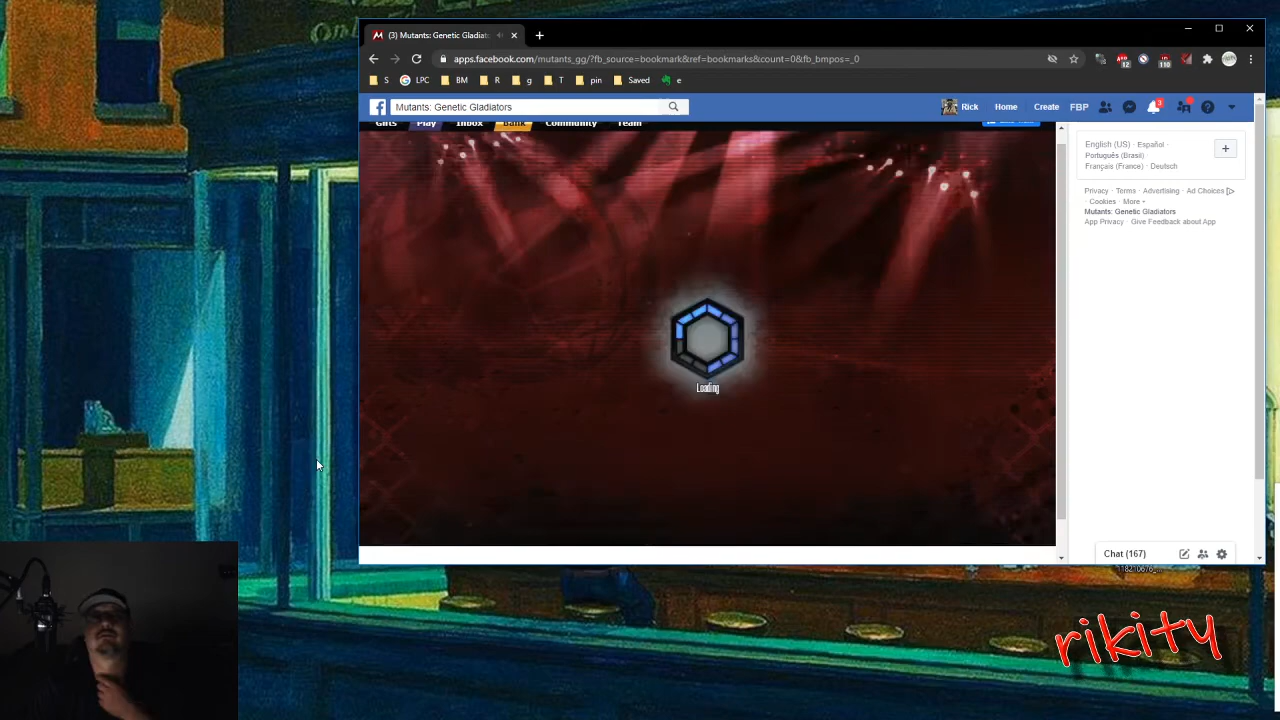 (3) Mutants: Genetic Gladiat
apps.facebook.com/mutants_gg/?fb_source=bookmark&ref=bookmarks&count=0&fb_bmpos=_0
S LPC BM R g T pin Saved e
Mutants: Genetic Gladiators
Rick Home Create FBP 3
Gifts Play Inbox Bank Community Team
English (US) · Español ·
Português (Brasil)
Français (France) · Deutsch
Privacy · Terms · Advertising · Ad Choices
· Cookies · More
Mutants: Genetic Gladiators
App Privacy · Give Feedback about App
Loading
Chat (167)
rikity